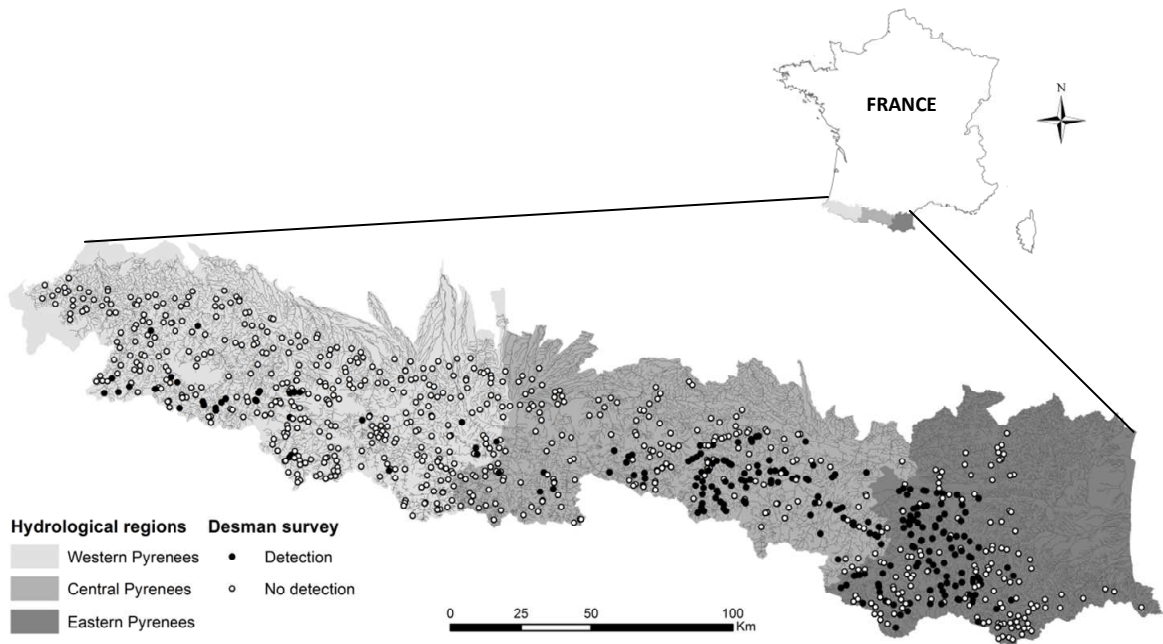 N
FRANCE
Hydrological regions
Western Pyrenees
Central Pyrenees
Eastern Pyrenees
Desman survey
Detection
No detection
0 25 50 100
Km